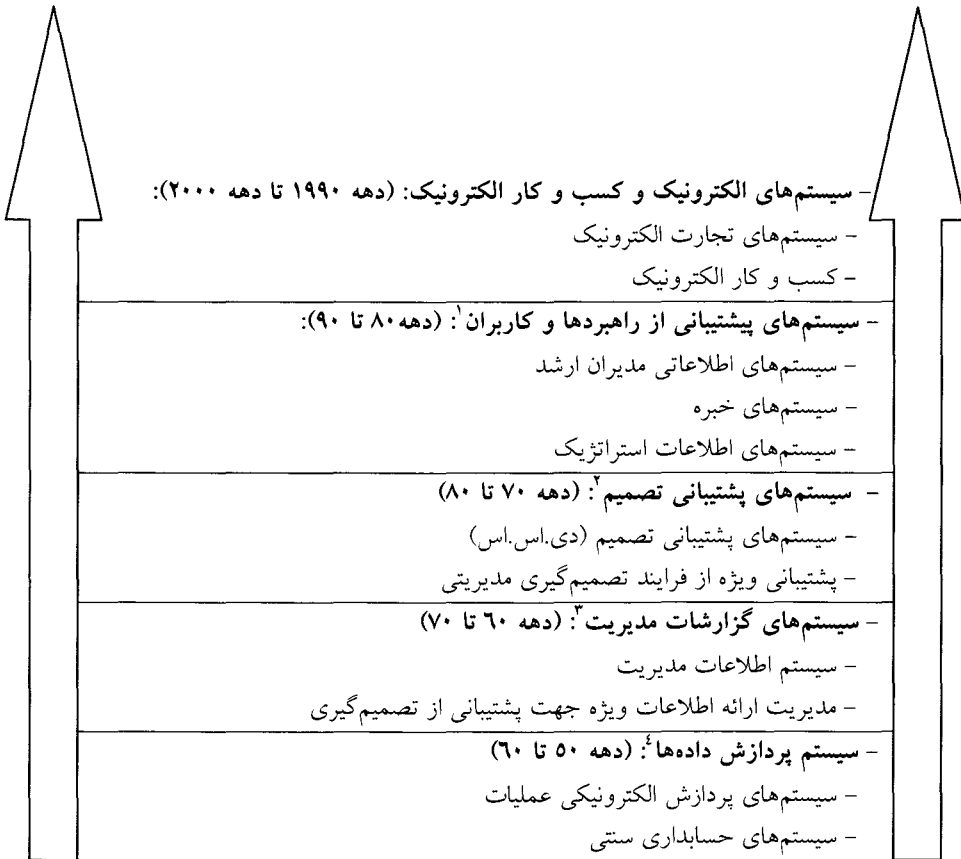 - سیستم‌های الکترونیک و کسب و کار الکترونیک: (دهه ۱۹۹۰ تا دهه ۲۰۰۰):
- سیستم‌های تجارت الکترونیک
- کسب و کار الکترونیک
- سیستم‌های پیشتیبانی از راهبردها و کاربران۱: (دهه۸۰ تا ۹۰):
- سیستم‌های اطلاعاتی مدیران ارشد
- سیستم‌های خبره
- سیستم‌های اطلاعات استراتژیک
- سیستم‌های پشتیبانی تصمیم۲: (دهه ۷۰ تا ۸۰)
- سیستم‌های پشتیبانی تصمیم (دی.اس.اس)
- پشتیبانی ویژه از فرایند تصمیم‌گیری مدیریتی
- سیستم‌های گزارشات مدیریت۳: (دهه ۶۰ تا ۷۰)
- سیستم اطلاعات مدیریت
- مدیریت ارائه اطلاعات ویژه جهت پشتیبانی از تصمیم‌گیری
- سیستم پردازش داده‌ها۴: (دهه ۵۰ تا ۶۰)
- سیستم‌های پردازش الکترونیکی عملیات
- سیستم‌های حسابداری سنتی